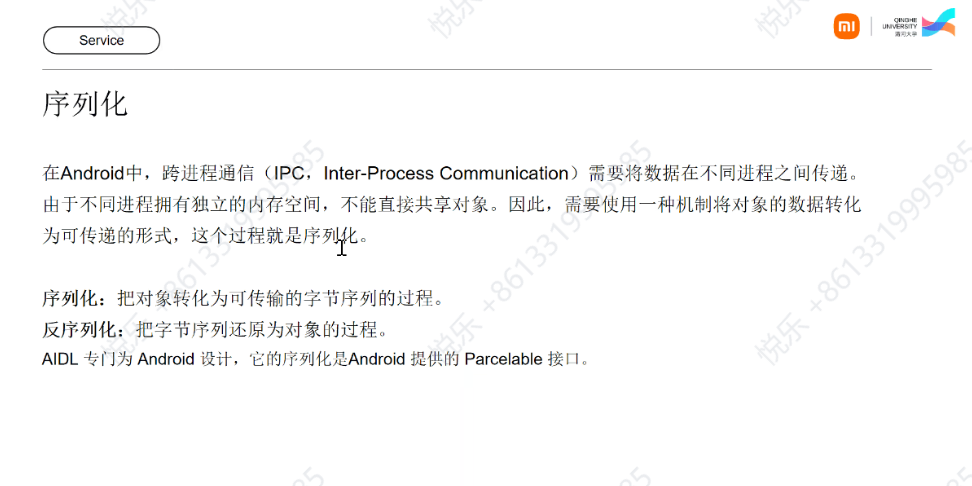 Service
mi
QINGHE
UNIVERSITY
清河大学
序列化
在Android中，跨进程通信（IPC，Inter-Process Communication）需要将数据在不同进程之间传递。
由于不同进程拥有独立的内存空间，不能直接共享对象。因此，需要使用一种机制将对象的数据转化
为可传递的形式，这个过程就是序列化。
序列化：把对象转化为可传输的字节序列的过程。
反序列化：把字节序列还原为对象的过程。
AIDL 专门为 Android 设计，它的序列化是Android 提供的 Parcelable 接口。
悦乐 +8613319995985
悦乐 +8613319995985
悦乐 +8613319995985